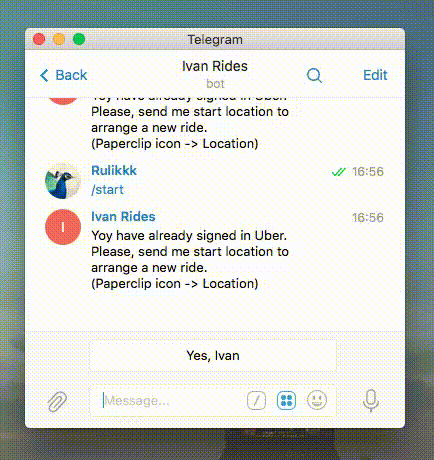 Telegram
Back
Ivan Rides
bot
Edit
Yoy have already signed in Uber.
Please, send me start location to
arrange a new ride.
(Paperclip icon -> Location)
Rulikkk
16:56
/start
I
Ivan Rides
16:56
Yoy have already signed in Uber.
Please, send me start location to
arrange a new ride.
(Paperclip icon -> Location)
Yes, Ivan
Message...
/